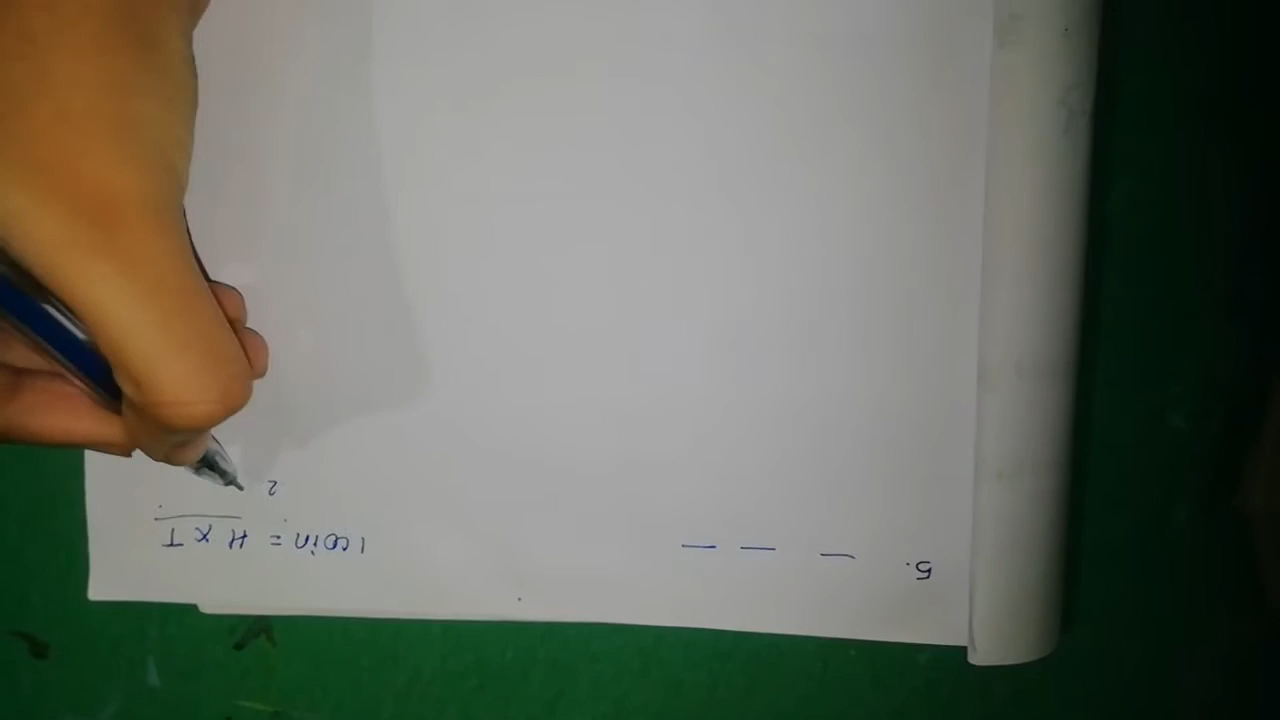 5. _ _ _
1 coin = H x T
2